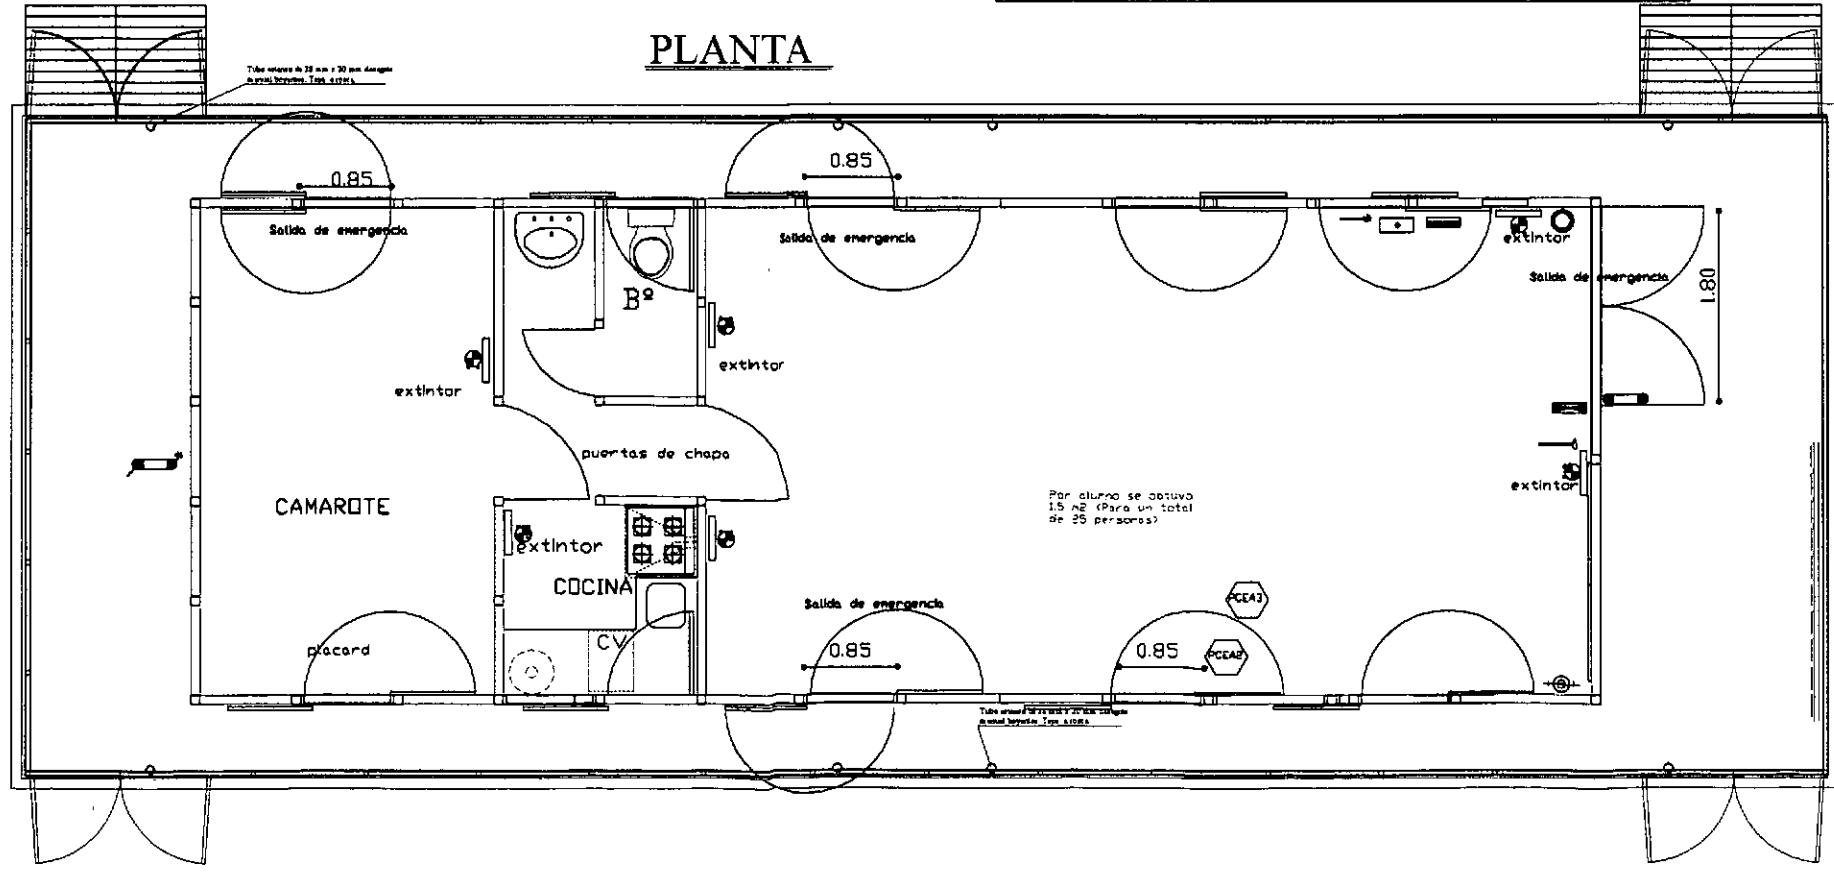 PLANTA
0.85
0.85
Salida de emergencia
Salida de emergencia
extintor
Salida de emergencia
1.80
Bº
extintor
extintor
puertas de chapa
CAMAROTE
extintor
Por alumno se obtuvo
1.5 m2 (Para un total
de 25 personas)
extintor
COCINA
PCEA3
Salida de emergencia
CV
placard
0.85
0.85
PCEA2